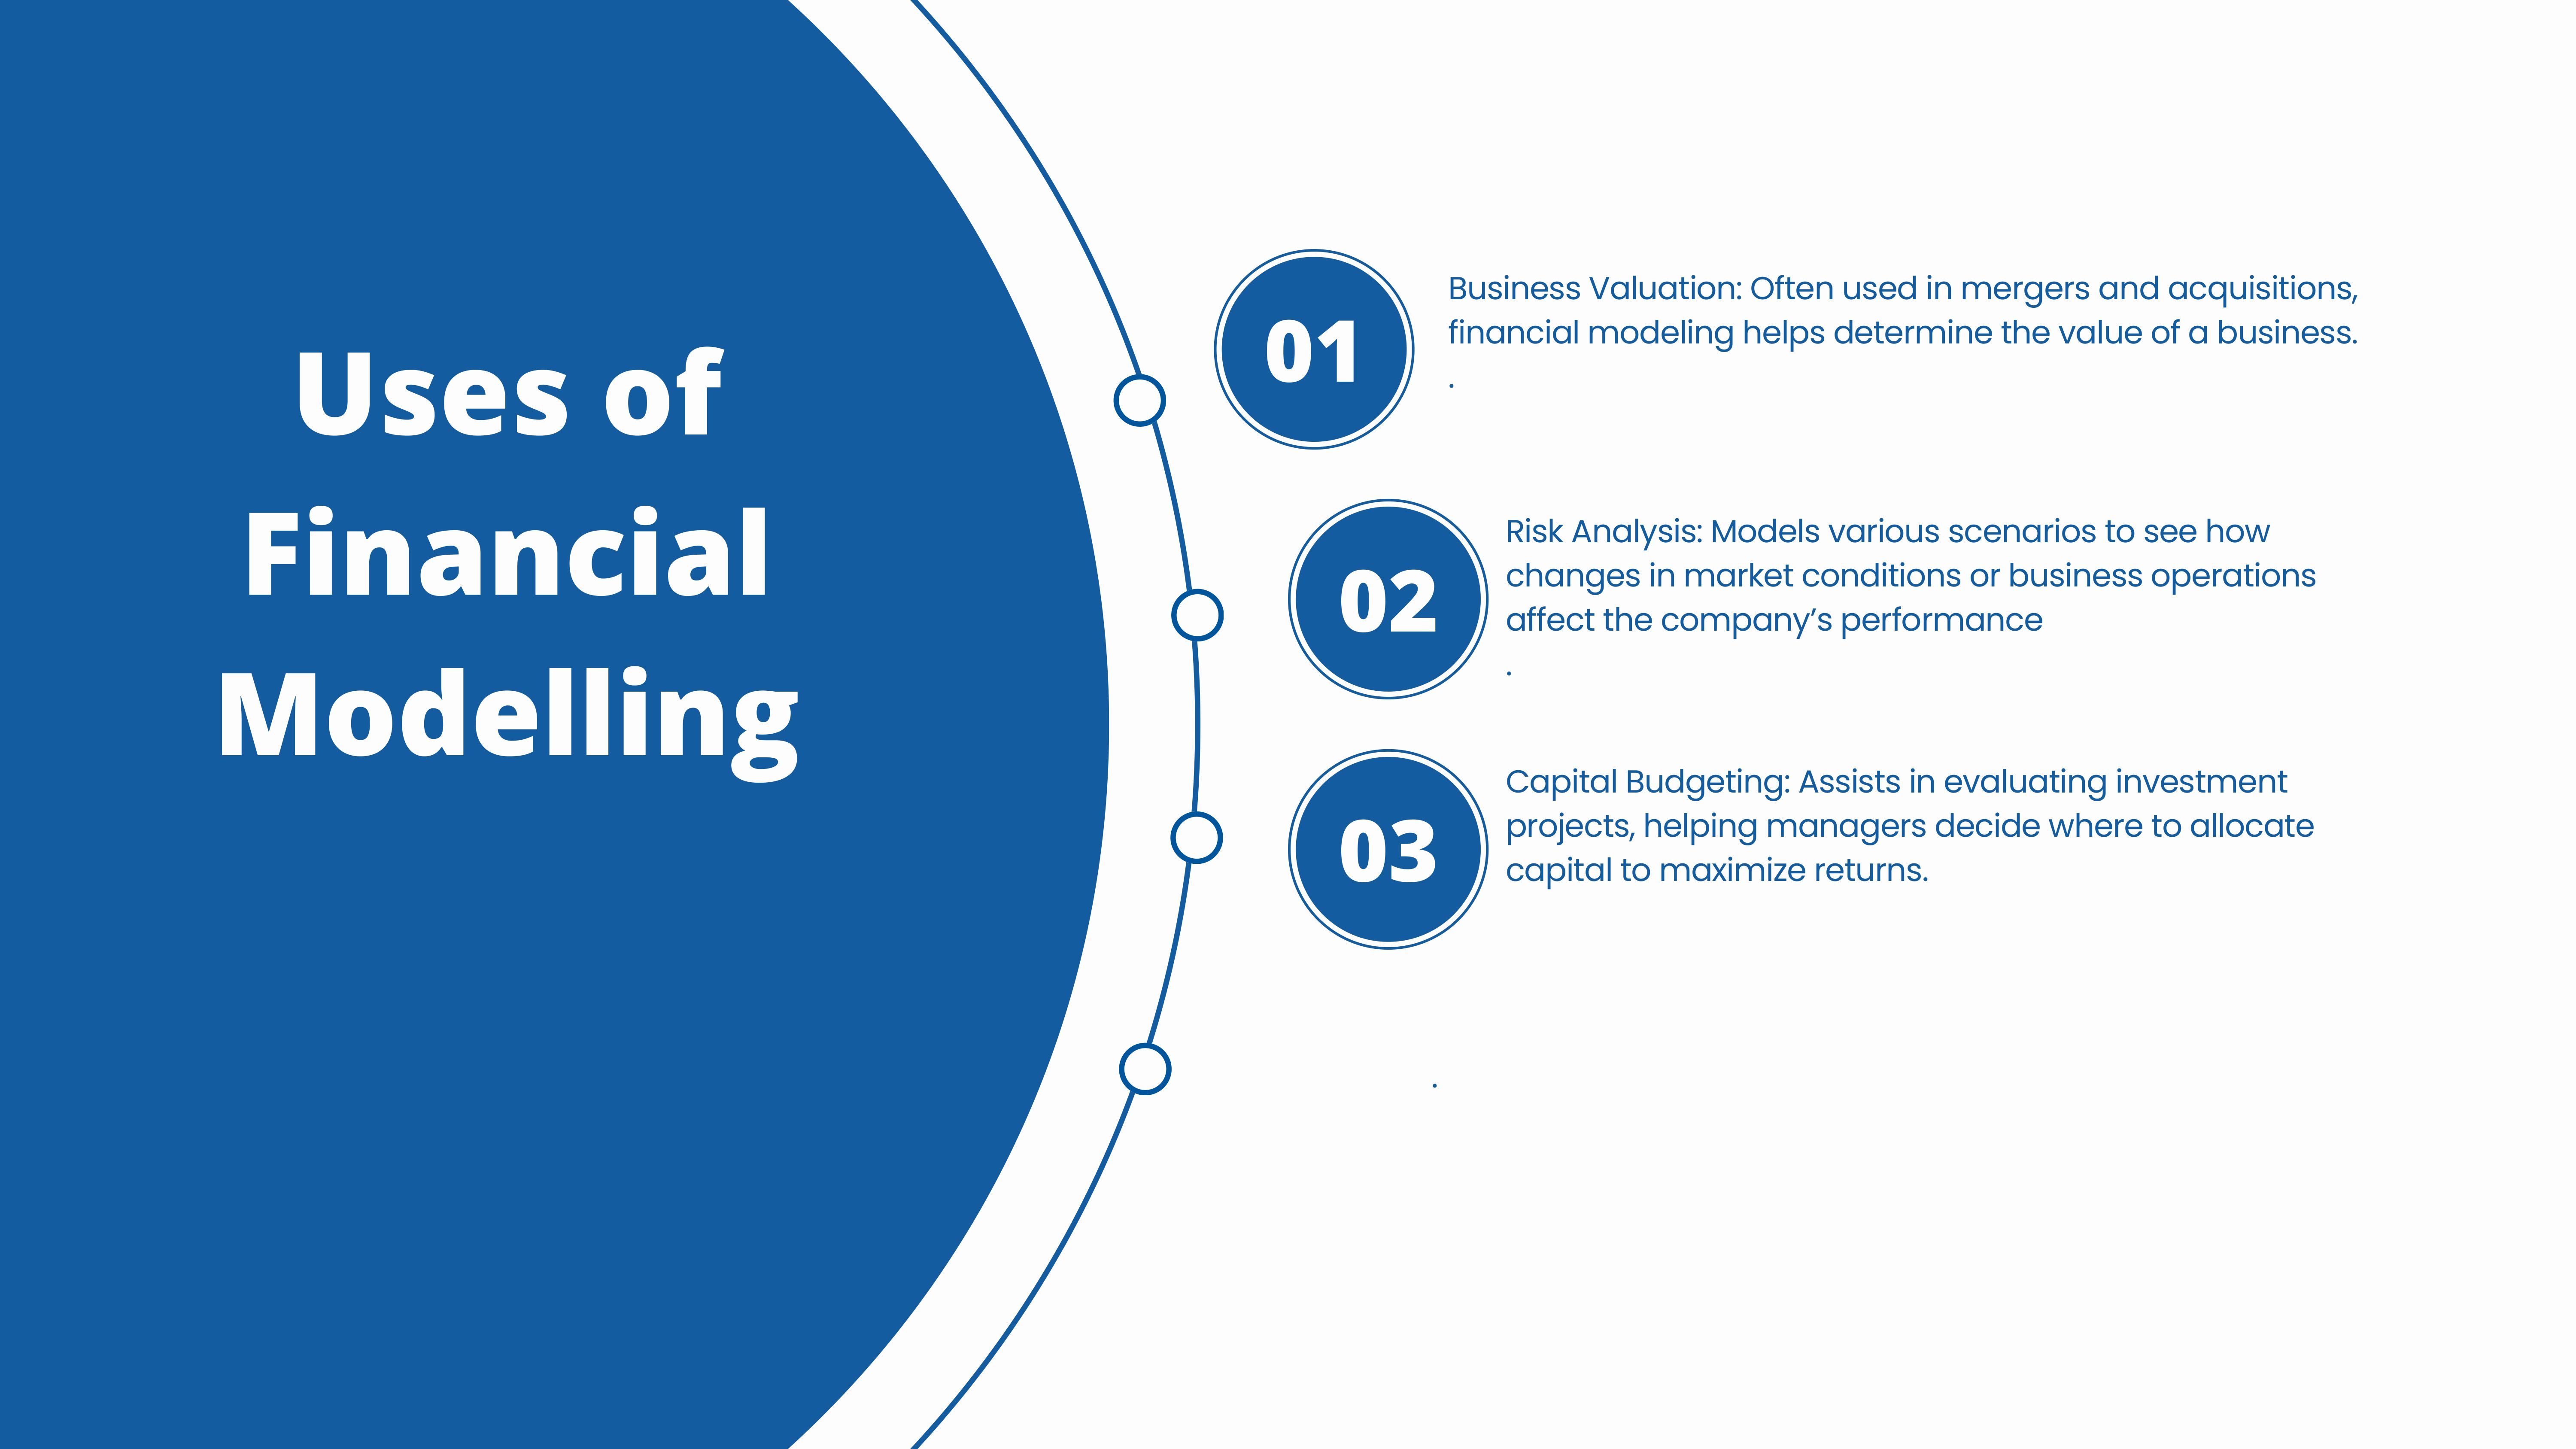 Uses of
Financial
Modelling
01
Business Valuation: Often used in mergers and acquisitions,
financial modeling helps determine the value of a business.
.
02
Risk Analysis: Models various scenarios to see how
changes in market conditions or business operations
affect the company’s performance
.
03
Capital Budgeting: Assists in evaluating investment
projects, helping managers decide where to allocate
capital to maximize returns.
.